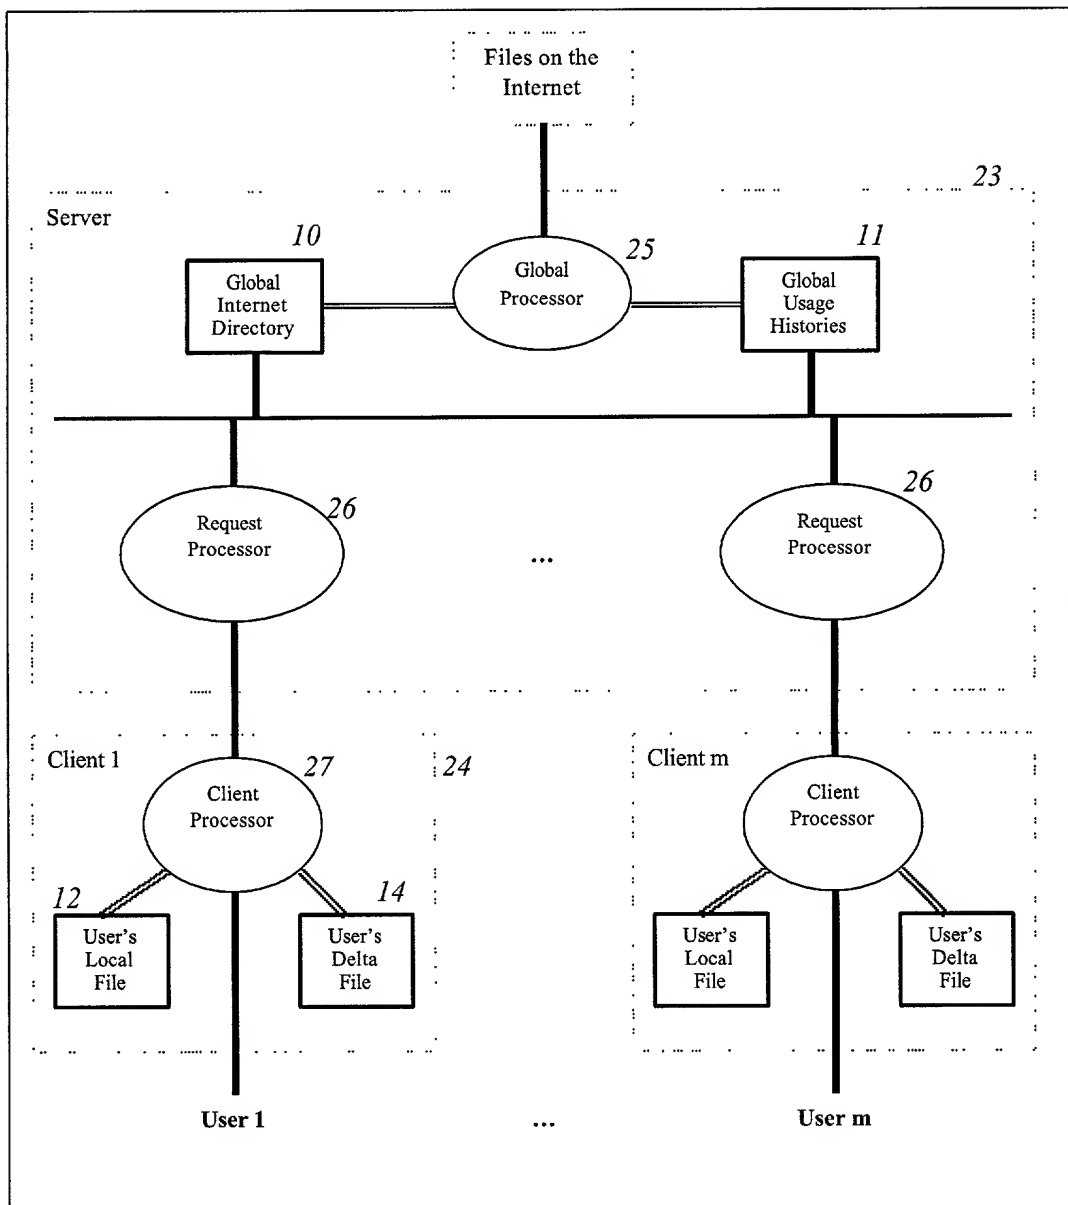 Files on the
Internet
23
Server
10
25
11
Global
Internet
Directory
Global
Processor
Global
Usage
Histories
26
Request
Processor
...
26
Request
Processor
Client 1
27
24
Client
Processor
Client m
Client
Processor
12
14
User's
Local
File
User's
Delta
File
User's
Local
File
User's
Delta
File
User 1
...
User m